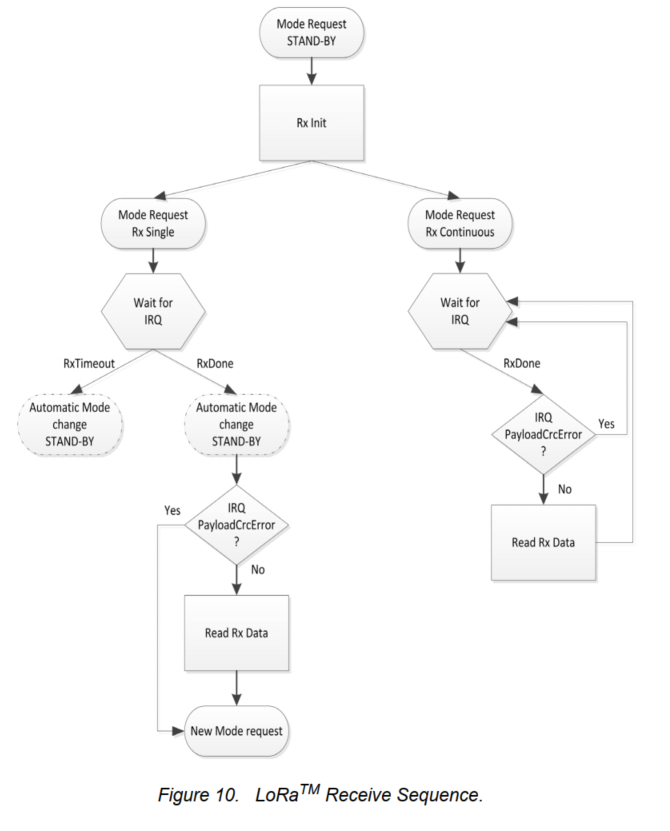 Mode Request
STAND-BY
Rx Init
Mode Request
Rx Single
Mode Request
Rx Continuous
Wait for
IRQ
Wait for
IRQ
RxTimeout
RxDone
RxDone
Automatic Mode
change
STAND-BY
Automatic Mode
change
STAND-BY
IRQ
PayloadCrcError
?
Yes
No
Read Rx Data
Yes
IRQ
PayloadCrcError
?
No
Read Rx Data
New Mode request
Figure 10. LoRaTM Receive Sequence.